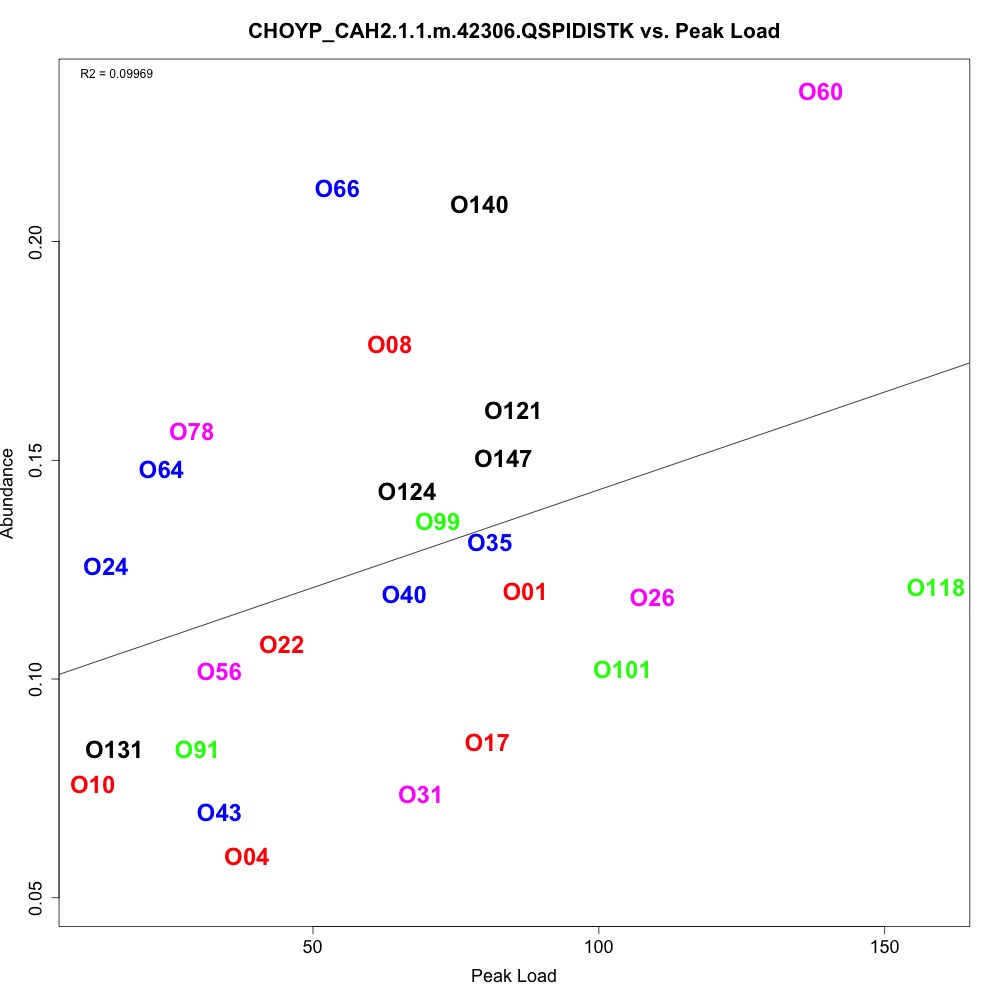 CHOYP_CAH2.1.1.m.42306.QSPIDISTK vs. Peak Load
R2 = 0.09969
O60
O66
O140
0.20
O08
O121
O78
0.15
O147
O64
O124
O99
O35
Abundance
O24
O40
O01
O26
O118
O22
O56
O101
0.10
O131
O91
O17
O10
O31
O43
O04
0.05
50
100
150
Peak Load